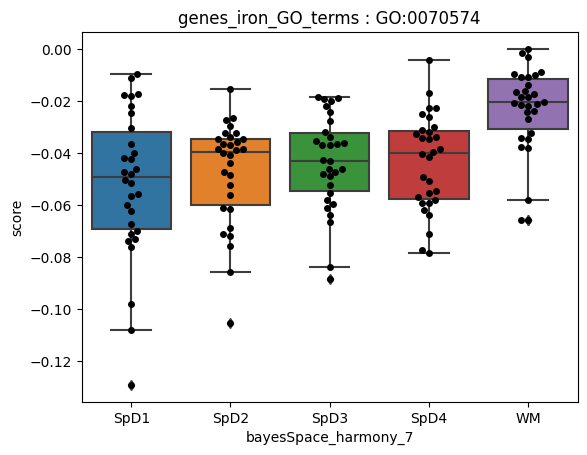 genes_iron_GO_terms : GO:0070574
0.00
−0.02
−0.04
−0.06
−0.08
−0.10
−0.12
score
SpD1 SpD2 SpD3 SpD4 WM
bayesSpace_harmony_7